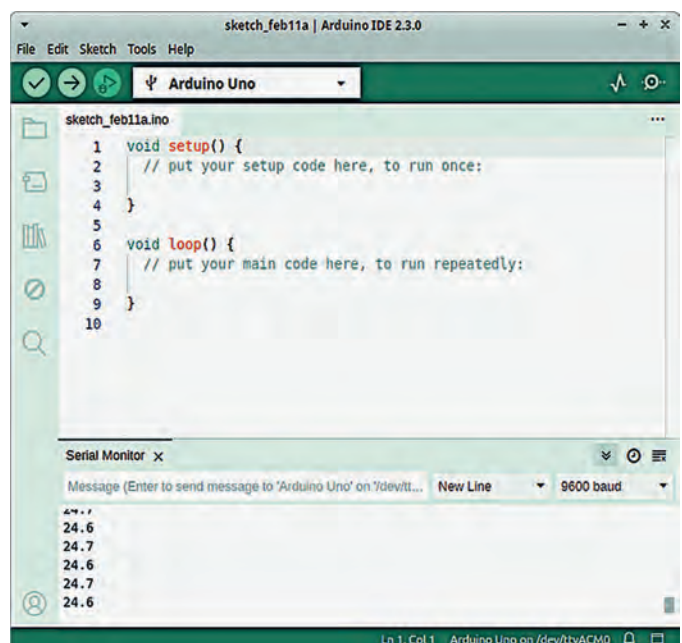 sketch_feb11a | Arduino IDE 2.3.0
File Edit Sketch Tools Help
Arduino Uno
sketch_feb11a.ino
1 void setup() {
2 // put your setup code here, to run once:
3
4 }
5
6 void loop() {
7 // put your main code here, to run repeatedly:
8
9 }
10
Serial Monitor x
Message (Enter to send message to 'Arduino Uno' on '/dev/tt... New Line 9600 baud
24.7
24.6
24.7
24.6
24.7
24.6
Ln 1, Col 1 Arduino Uno on /dev/ttyACM0